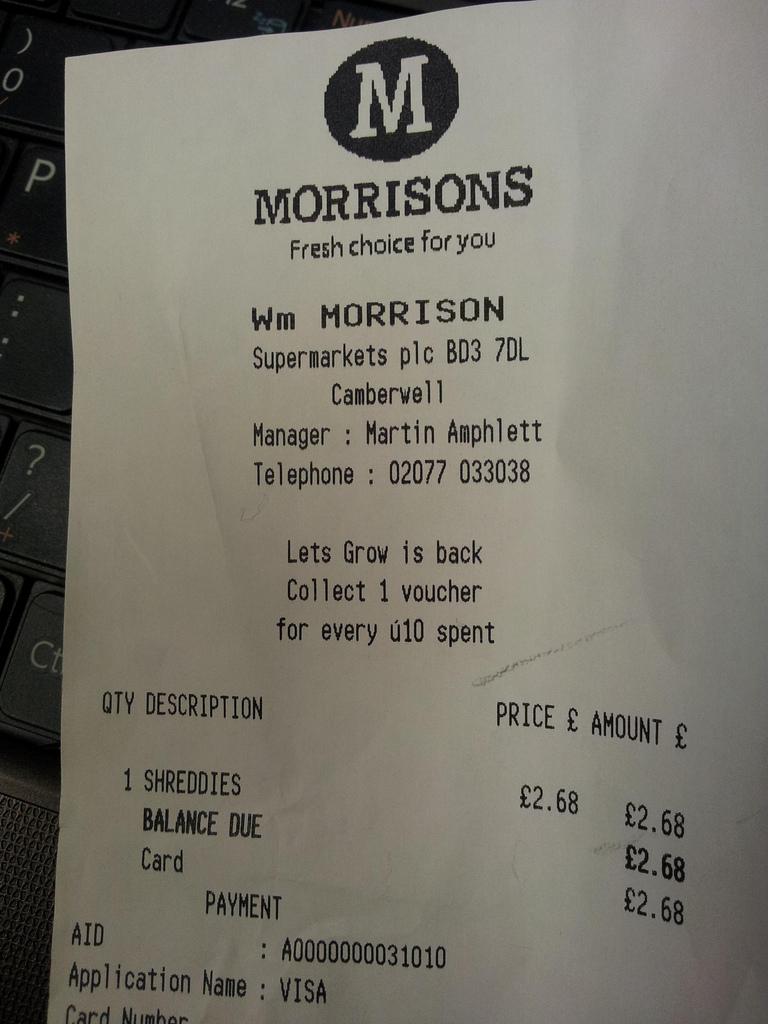 M
MORRISONS
Fresh choice for you
Wm MORRISON
Supermarkets plc BD3 7DL
Camberwell
Manager : Martin Amphlett
Telephone : 02077 033038
Lets Grow is back
Collect 1 voucher
for every ú10 spent
QTY DESCRIPTION PRICE £ AMOUNT £
1 SHREDDIES £2.68 £2.68
BALANCE DUE £2.68
Card £2.68
PAYMENT
AID : A0000000031010
Application Name : VISA
Card Number
)
0
P
*
:
;
?
/
+
Ct